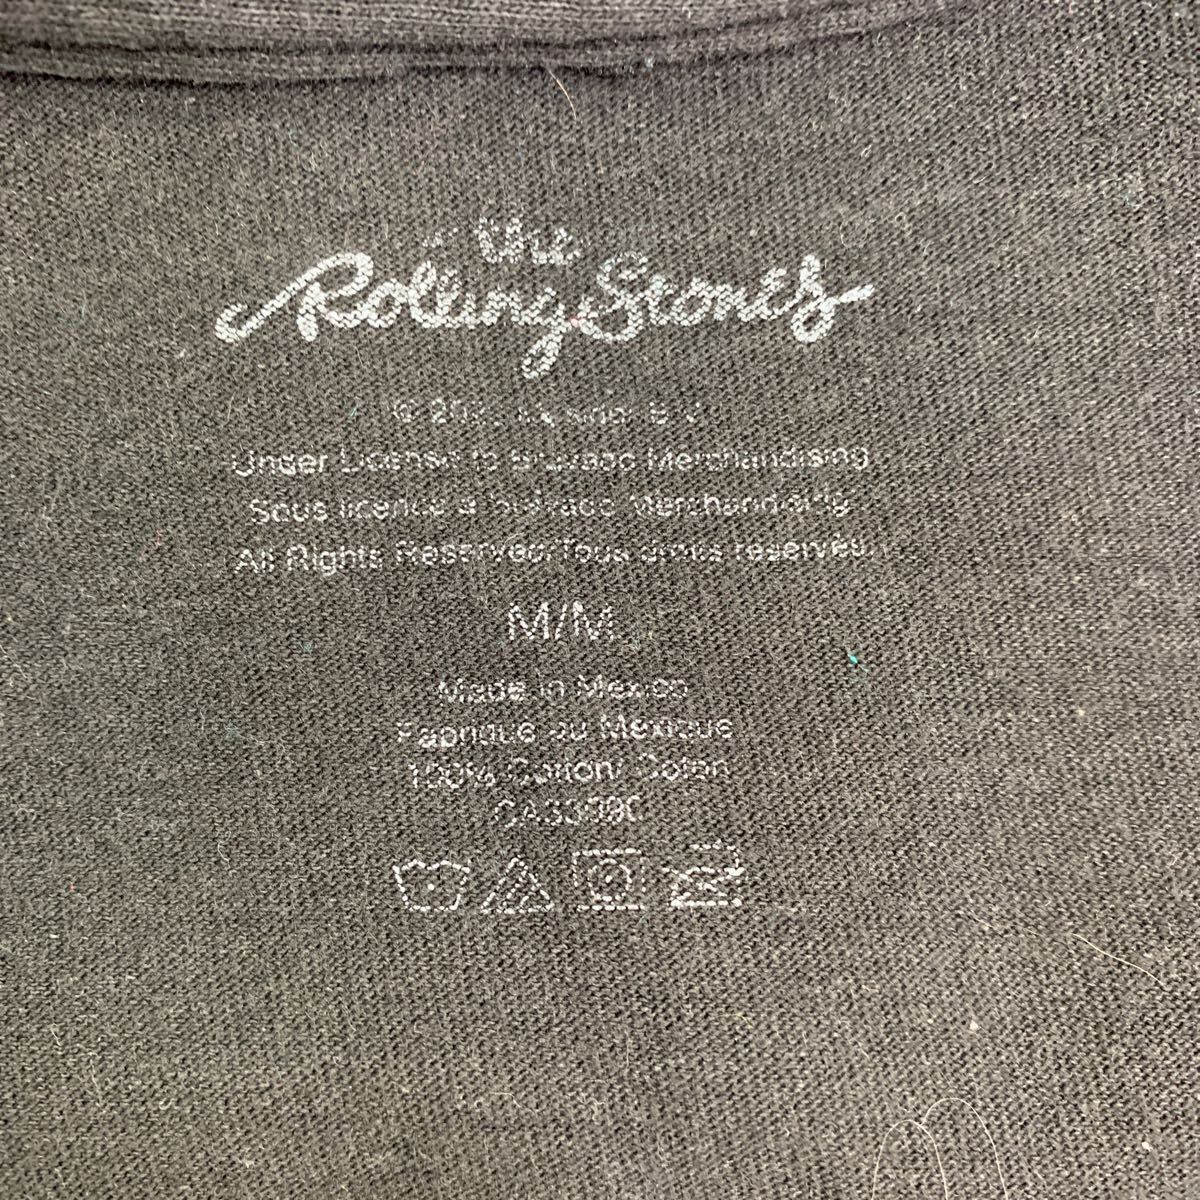 the
Rolling Stones
©
Under License to Bravado Merchandising
Sous licence à Bravado Merchandising
All Rights Reserved/Tous droits réservés.
M/M
Made in Mexico
Fabriqué au Mexique
100% Cotton/ Coton